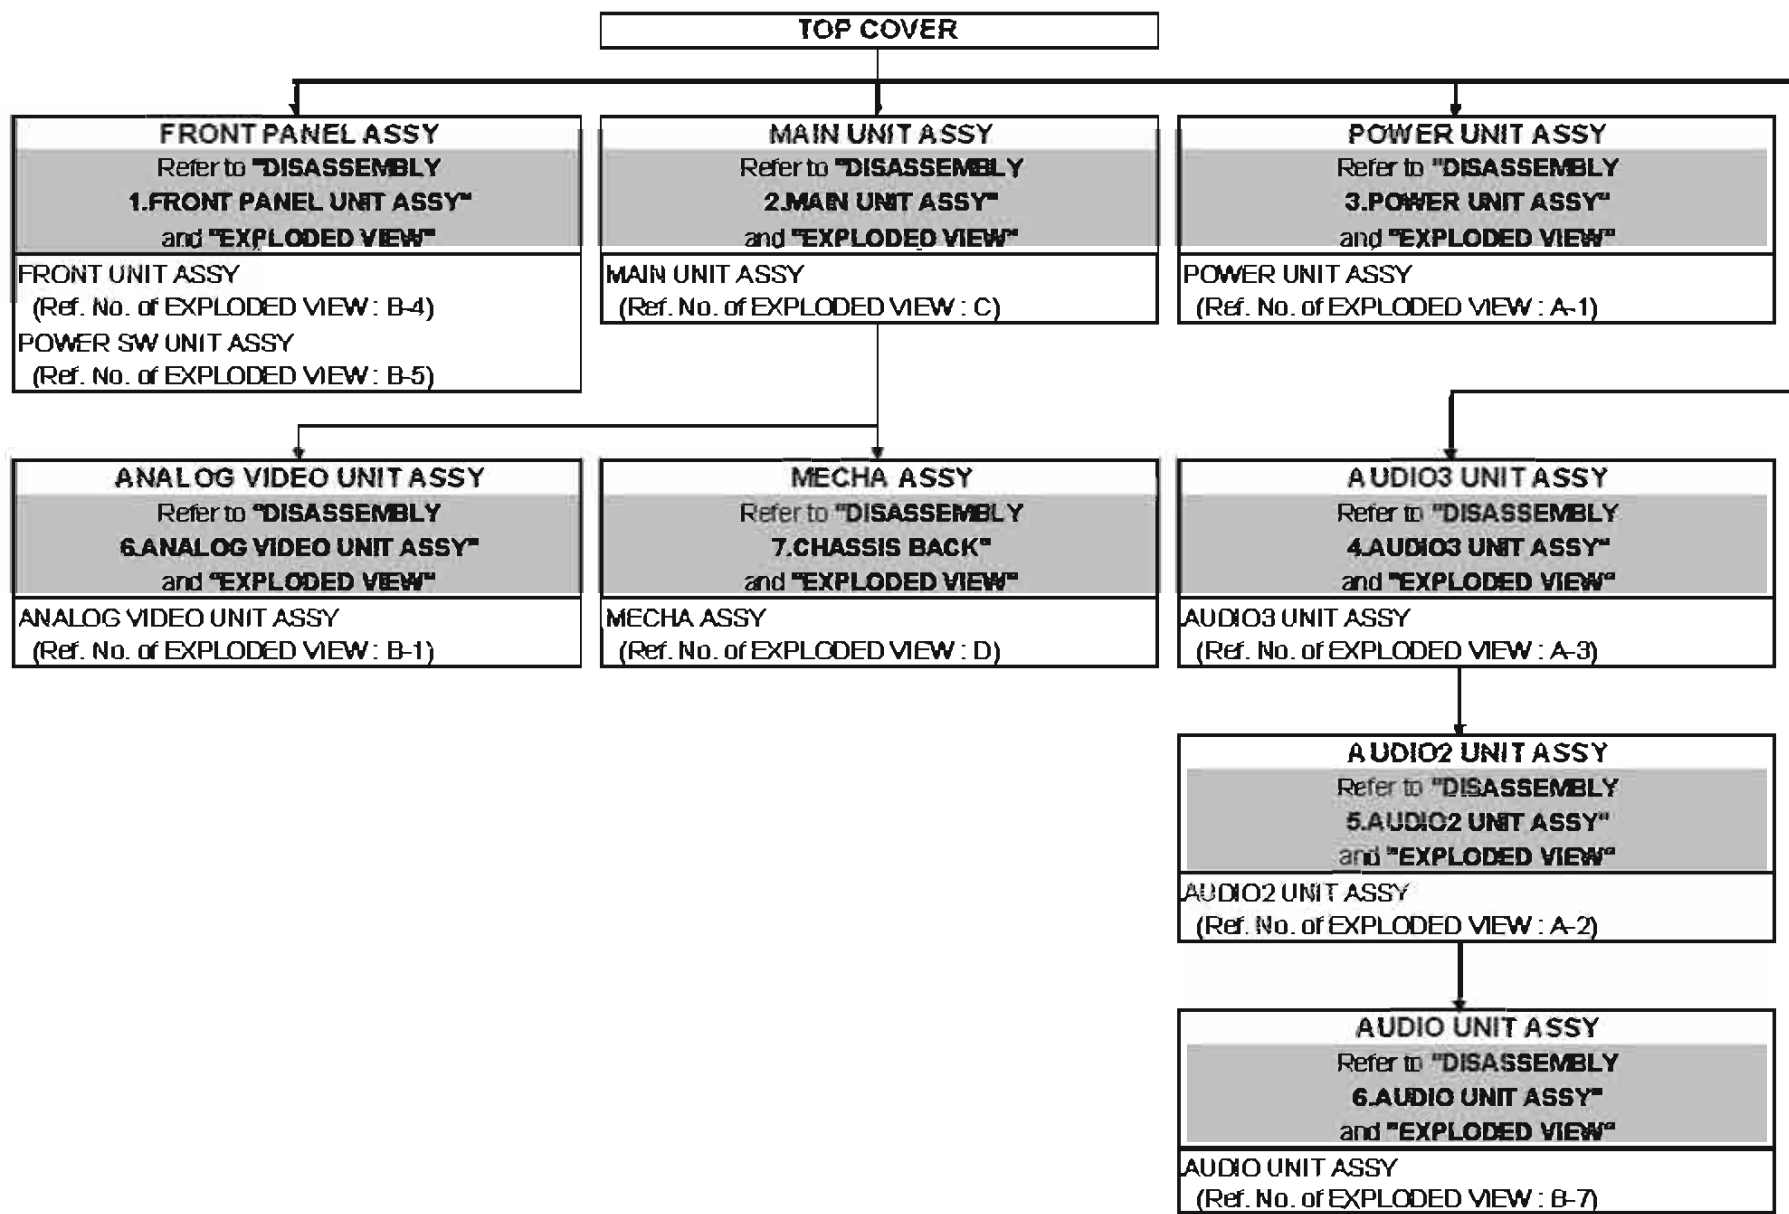 TOP COVER
FRONT PANEL ASSY
Refer to "DISASSEMBLY
1.FRONT PANEL UNIT ASSY"
and "EXPLODED VIEW"
FRONT UNIT ASSY
(Ref. No. of EXPLODED VIEW : B-4)
POWER SW UNIT ASSY
(Ref. No. of EXPLODED VIEW : B-5)
MAIN UNIT ASSY
Refer to "DISASSEMBLY
2.MAIN UNIT ASSY"
and "EXPLODED VIEW"
MAIN UNIT ASSY
(Ref. No. of EXPLODED VIEW : C)
POWER UNIT ASSY
Refer to "DISASSEMBLY
3.POWER UNIT ASSY"
and "EXPLODED VIEW"
POWER UNIT ASSY
(Ref. No. of EXPLODED VIEW : A-1)
ANALOG VIDEO UNIT ASSY
Refer to "DISASSEMBLY
6.ANALOG VIDEO UNIT ASSY"
and "EXPLODED VIEW"
ANALOG VIDEO UNIT ASSY
(Ref. No. of EXPLODED VIEW : B-1)
MECHA ASSY
Refer to "DISASSEMBLY
7.CHASSIS BACK"
and "EXPLODED VIEW"
MECHA ASSY
(Ref. No. of EXPLODED VIEW : D)
AUDIO3 UNIT ASSY
Refer to "DISASSEMBLY
4.AUDIO3 UNIT ASSY"
and "EXPLODED VIEW"
AUDIO3 UNIT ASSY
(Ref. No. of EXPLODED VIEW : A-3)
AUDIO2 UNIT ASSY
Refer to "DISASSEMBLY
5.AUDIO2 UNIT ASSY"
and "EXPLODED VIEW"
AUDIO2 UNIT ASSY
(Ref. No. of EXPLODED VIEW : A-2)
AUDIO UNIT ASSY
Refer to "DISASSEMBLY
6.AUDIO UNIT ASSY"
and "EXPLODED VIEW"
AUDIO UNIT ASSY
(Ref. No. of EXPLODED VIEW : B-7)